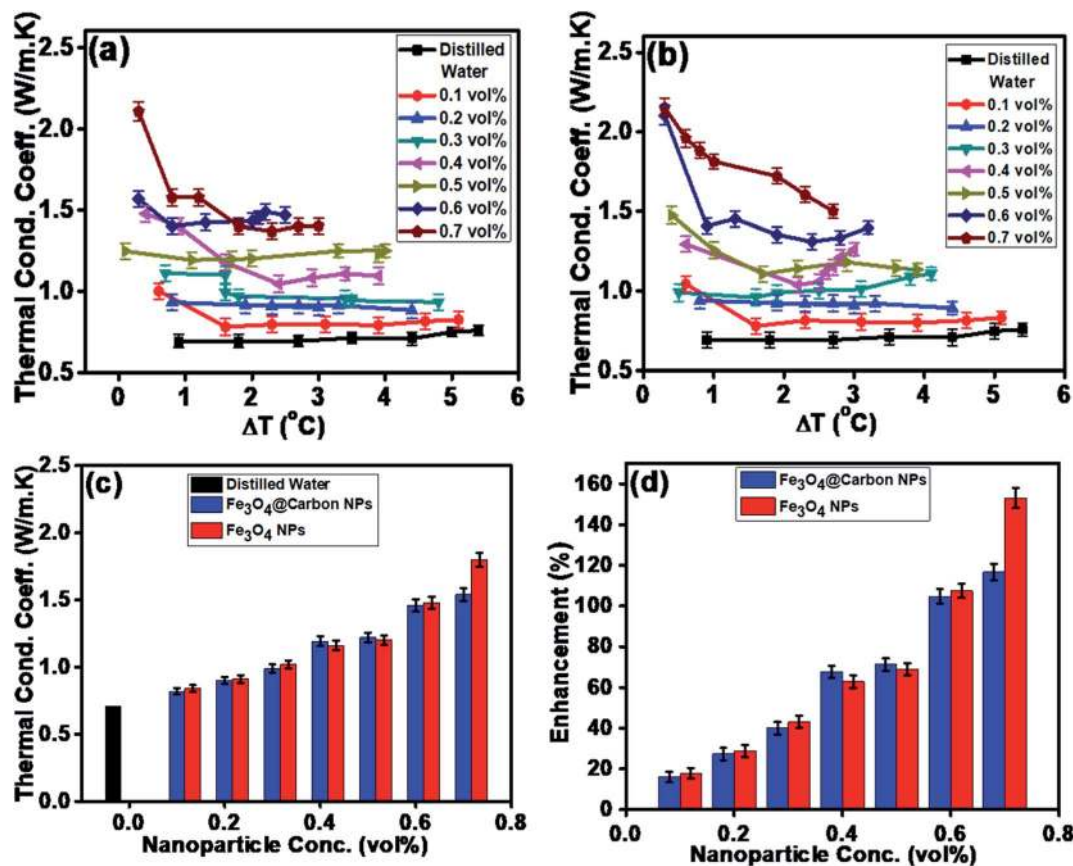 (a)
Thermal Cond. Coeff. (W/m.K)
2.5
2.0
1.5
1.0
0.5
Distilled
Water
0.1 vol%
0.2 vol%
0.3 vol%
0.4 vol%
0.5 vol%
0.6 vol%
0.7 vol%
0 1 2 3 4 5 6
ΔT (°C)
(b)
Thermal Cond. Coeff. (W/m.K)
2.5
2.0
1.5
1.0
0.5
Distilled
Water
0.1 vol%
0.2 vol%
0.3 vol%
0.4 vol%
0.5 vol%
0.6 vol%
0.7 vol%
0 1 2 3 4 5 6
ΔT (°C)
(c)
Thermal Cond. Coeff. (W/m.K)
2.5
2.0
1.5
1.0
0.5
0.0
Distilled Water
Fe₃O₄@Carbon NPs
Fe₃O₄ NPs
0.0 0.2 0.4 0.6 0.8
Nanoparticle Conc. (vol%)
(d)
Enhancement (%)
160
140
120
100
80
60
40
20
0
Fe₃O₄@Carbon NPs
Fe₃O₄ NPs
0.0 0.2 0.4 0.6 0.8
Nanoparticle Conc. (vol%)